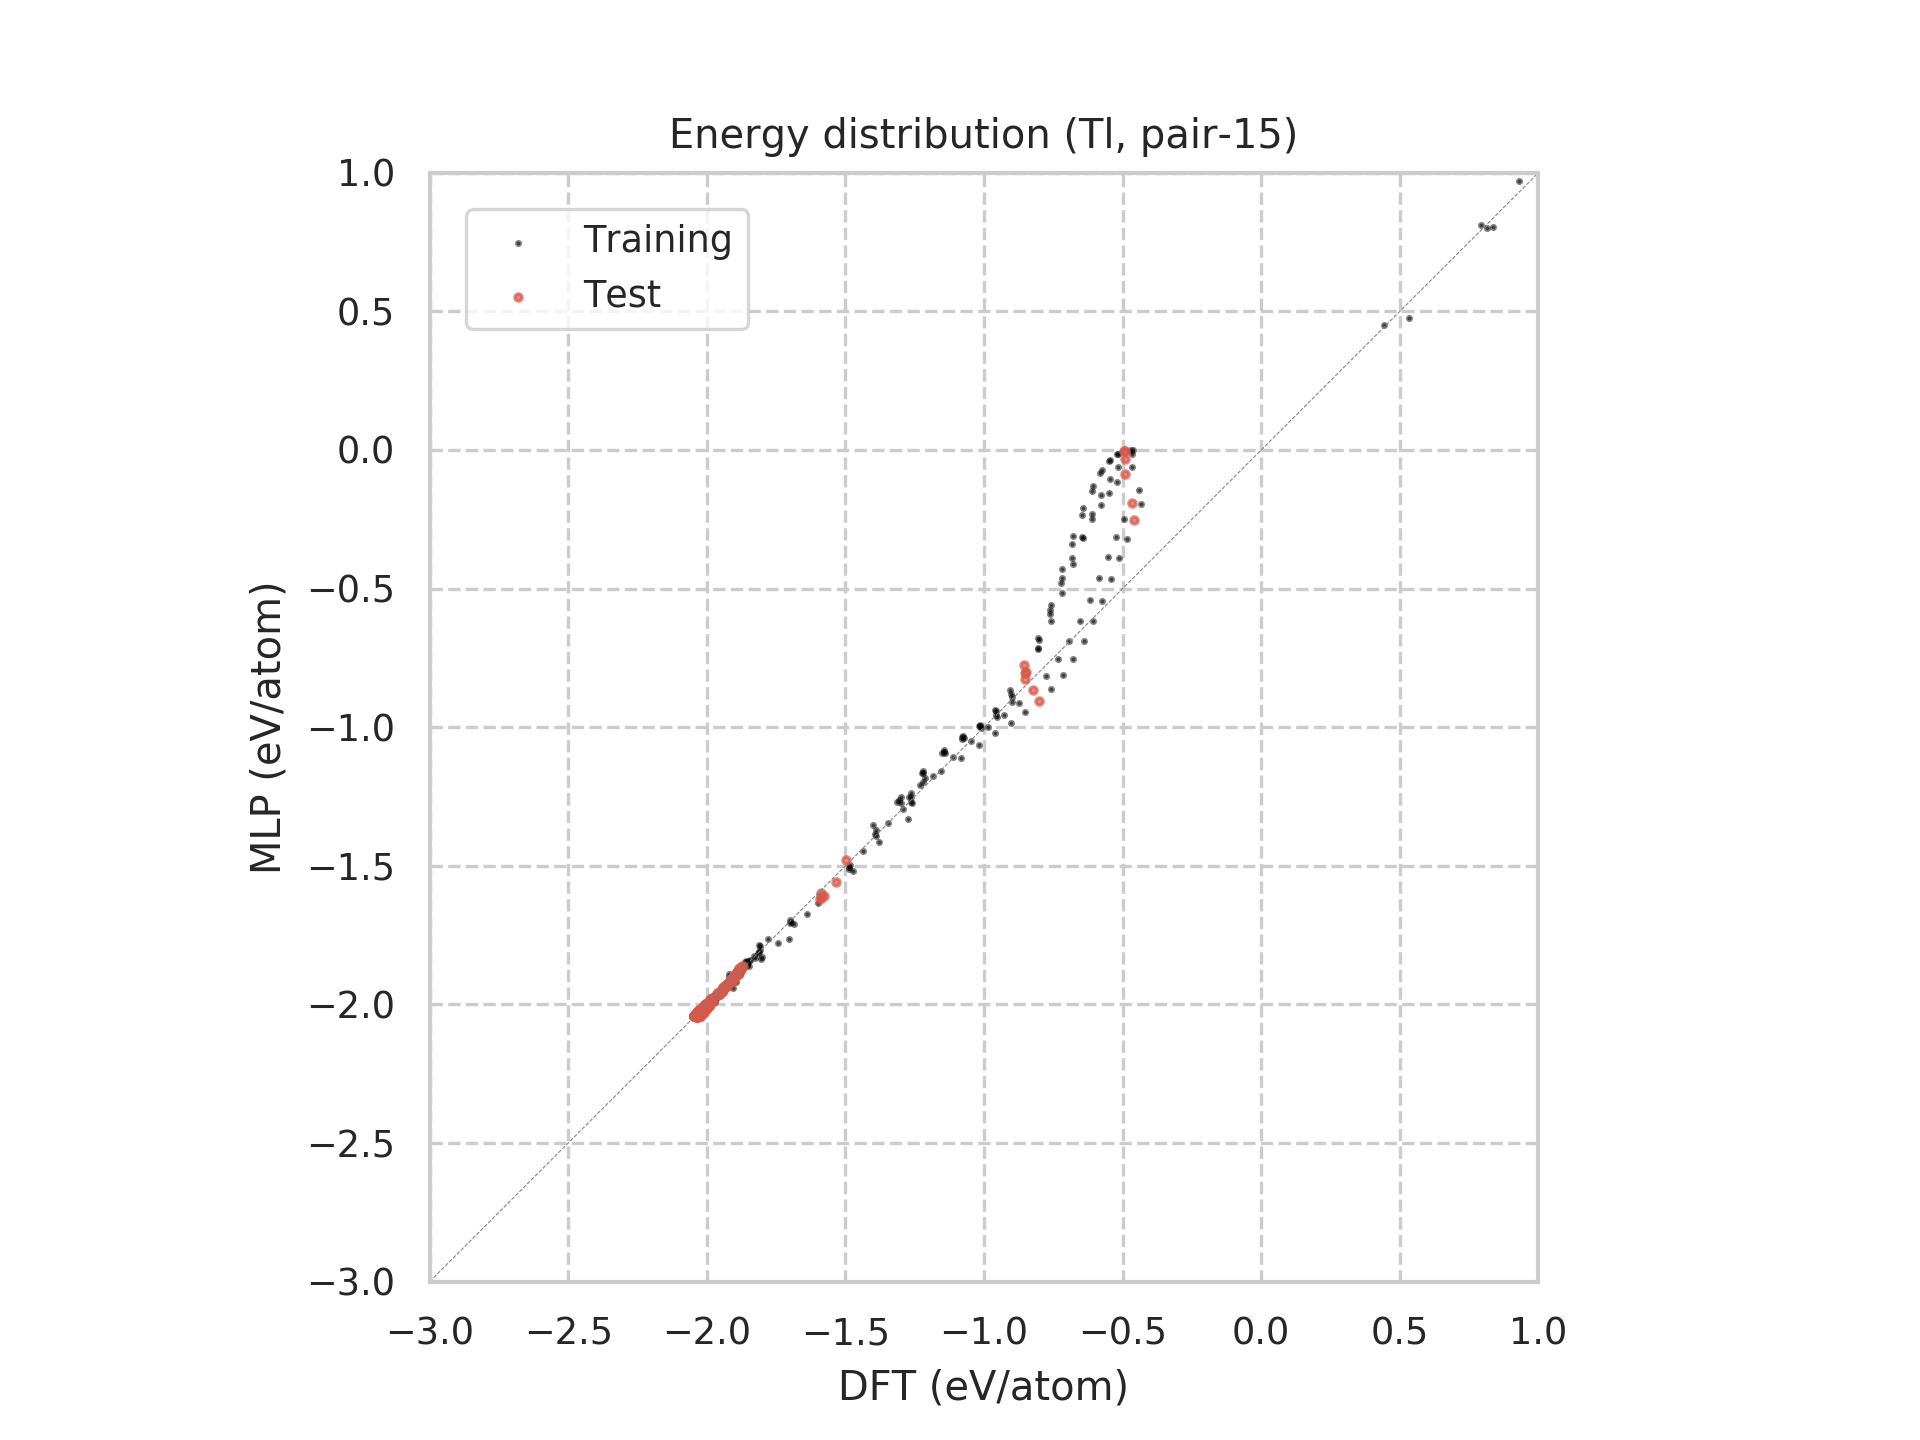 Energy distribution (Tl, pair-15)
Training
Test
1.0
0.5
0.0
−0.5
−1.0
−1.5
−2.0
−2.5
−3.0
MLP (eV/atom)
−3.0 −2.5 −2.0 −1.5 −1.0 −0.5 0.0 0.5 1.0
DFT (eV/atom)